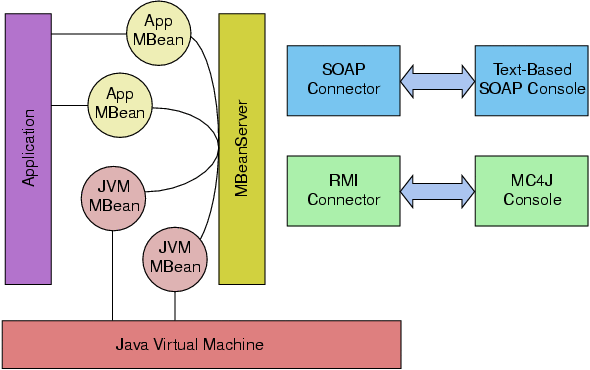 App
MBean
App
MBean
JVM
MBean
JVM
MBean
Application
MBeanServer
SOAP
Connector
Text-Based
SOAP Console
RMI
Connector
MC4J
Console
Java Virtual Machine